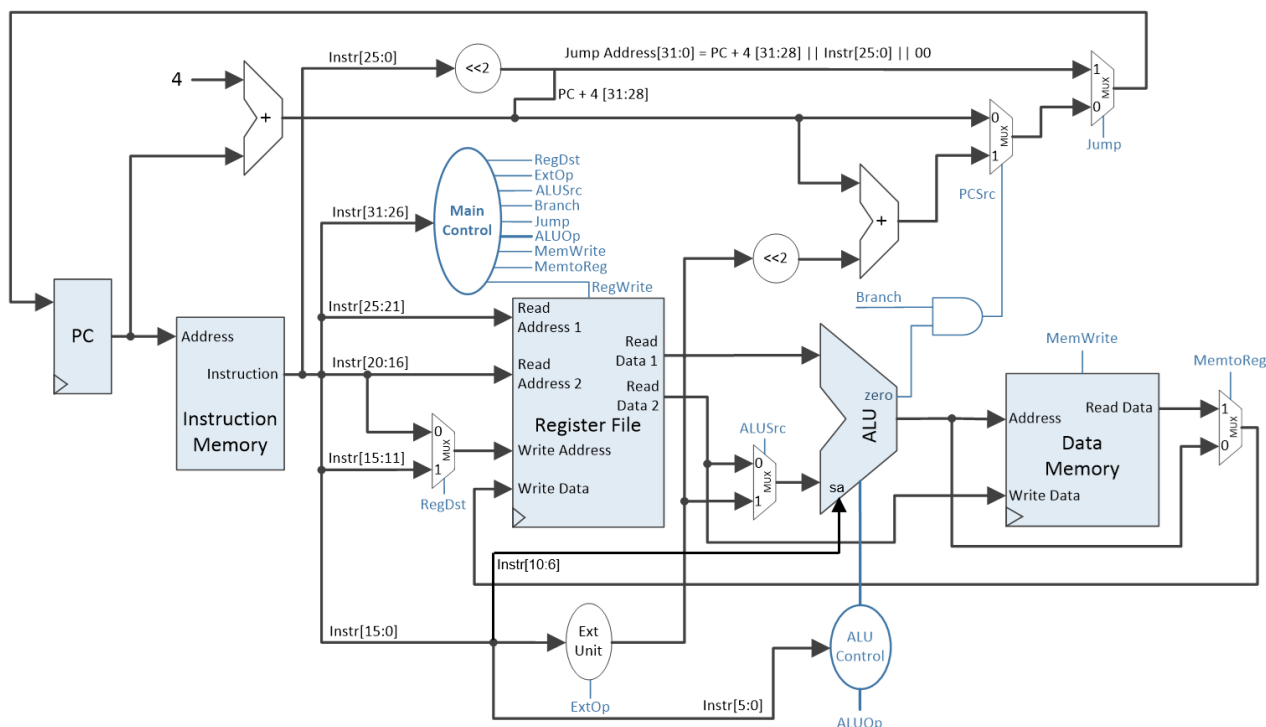 Instr[25:0]
<<2
Jump Address[31:0] = PC + 4 [31:28] || Instr[25:0] || 00
4
+
PC + 4 [31:28]
1
MUX
0
Jump
0
MUX
1
PCSrc
RegDst
ExtOp
ALUSrc
Branch
Jump
ALUOp
MemWrite
MemtoReg
RegWrite
Main
Control
Instr[31:26]
+
<<2
PC
Address
Instruction
Instruction
Memory
Instr[25:21]
Instr[20:16]
Instr[15:11]
0
MUX
1
RegDst
Read
Address 1
Read
Address 2
Read
Data 1
Read
Data 2
Register File
Write Address
Write Data
Branch
zero
ALU
sa
ALUSrc
0
MUX
1
MemWrite
Address
Read Data
Data
Memory
Write Data
MemtoReg
1
MUX
0
Instr[10:6]
Instr[15:0]
Ext
Unit
ExtOp
Instr[5:0]
ALU
Control
ALUOp